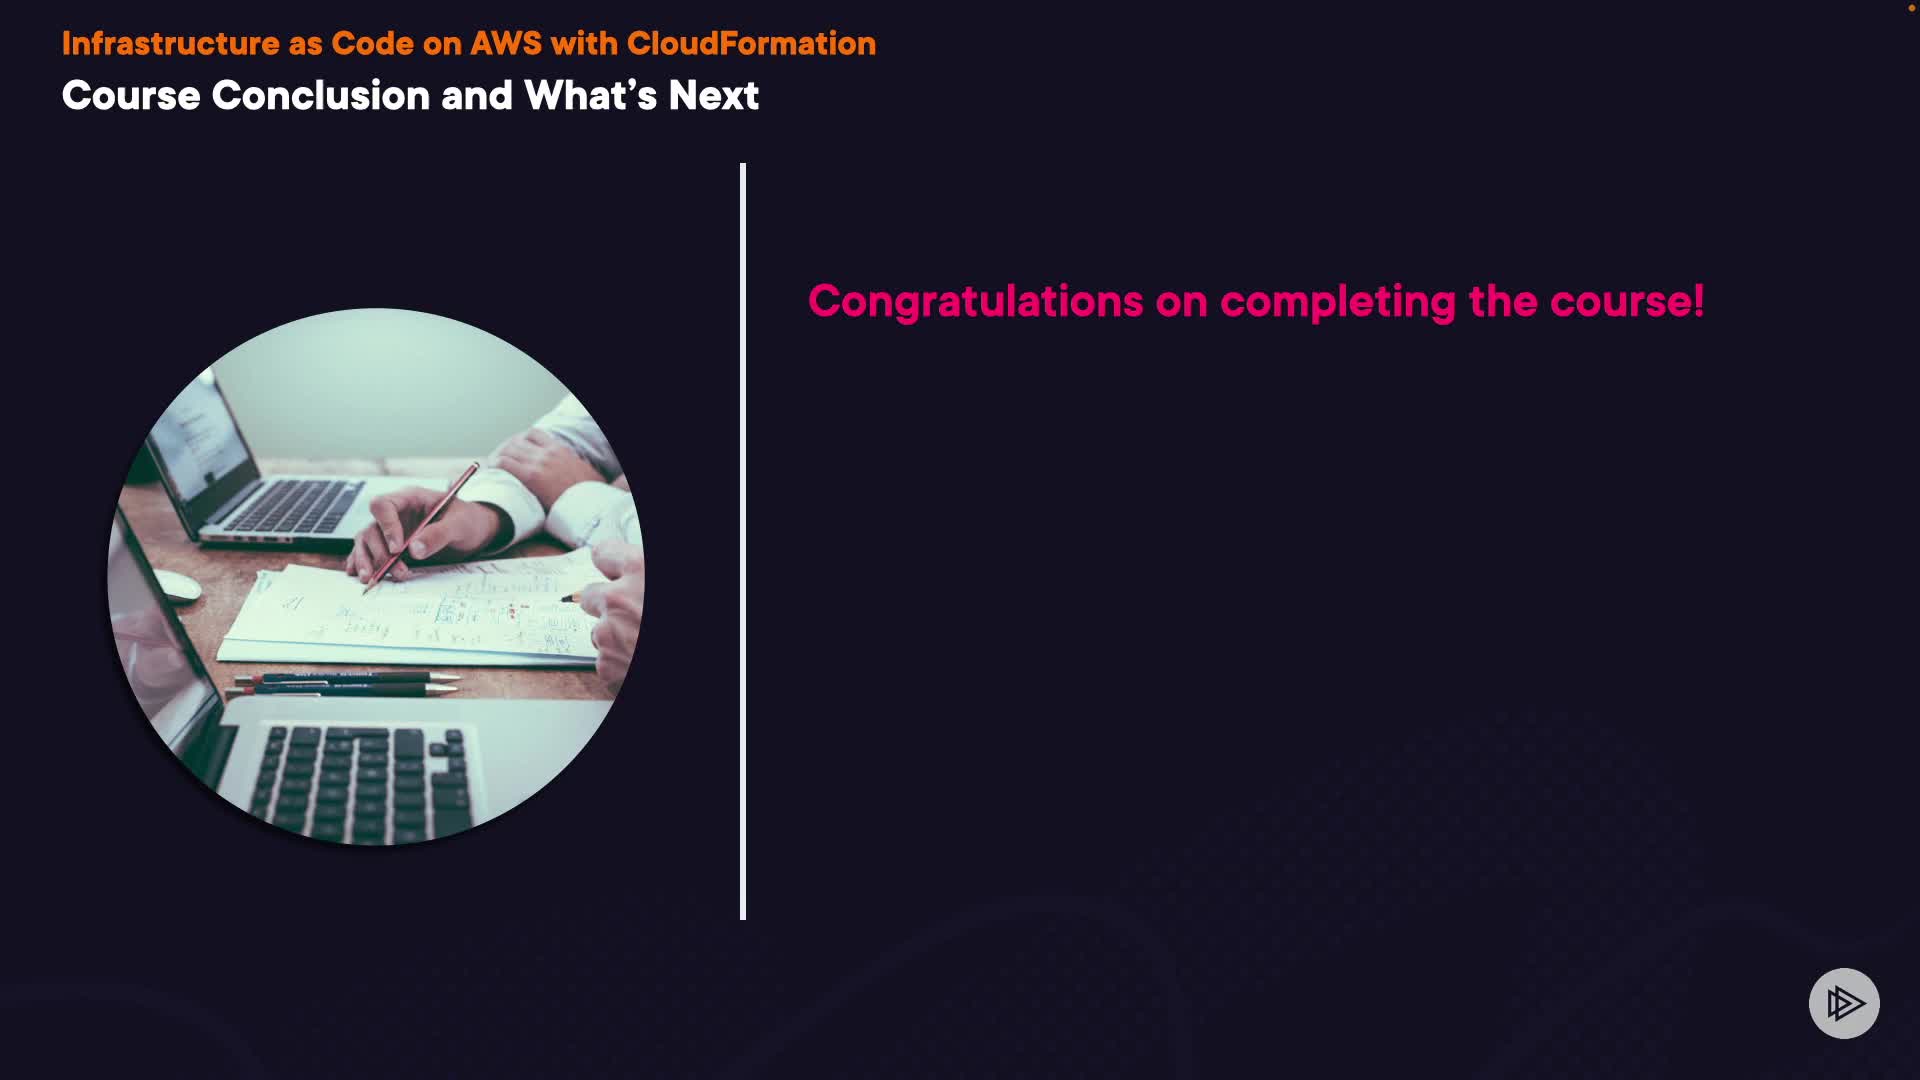 Infrastructure as Code on AWS with CloudFormation
Course Conclusion and What’s Next
Congratulations on completing the course!